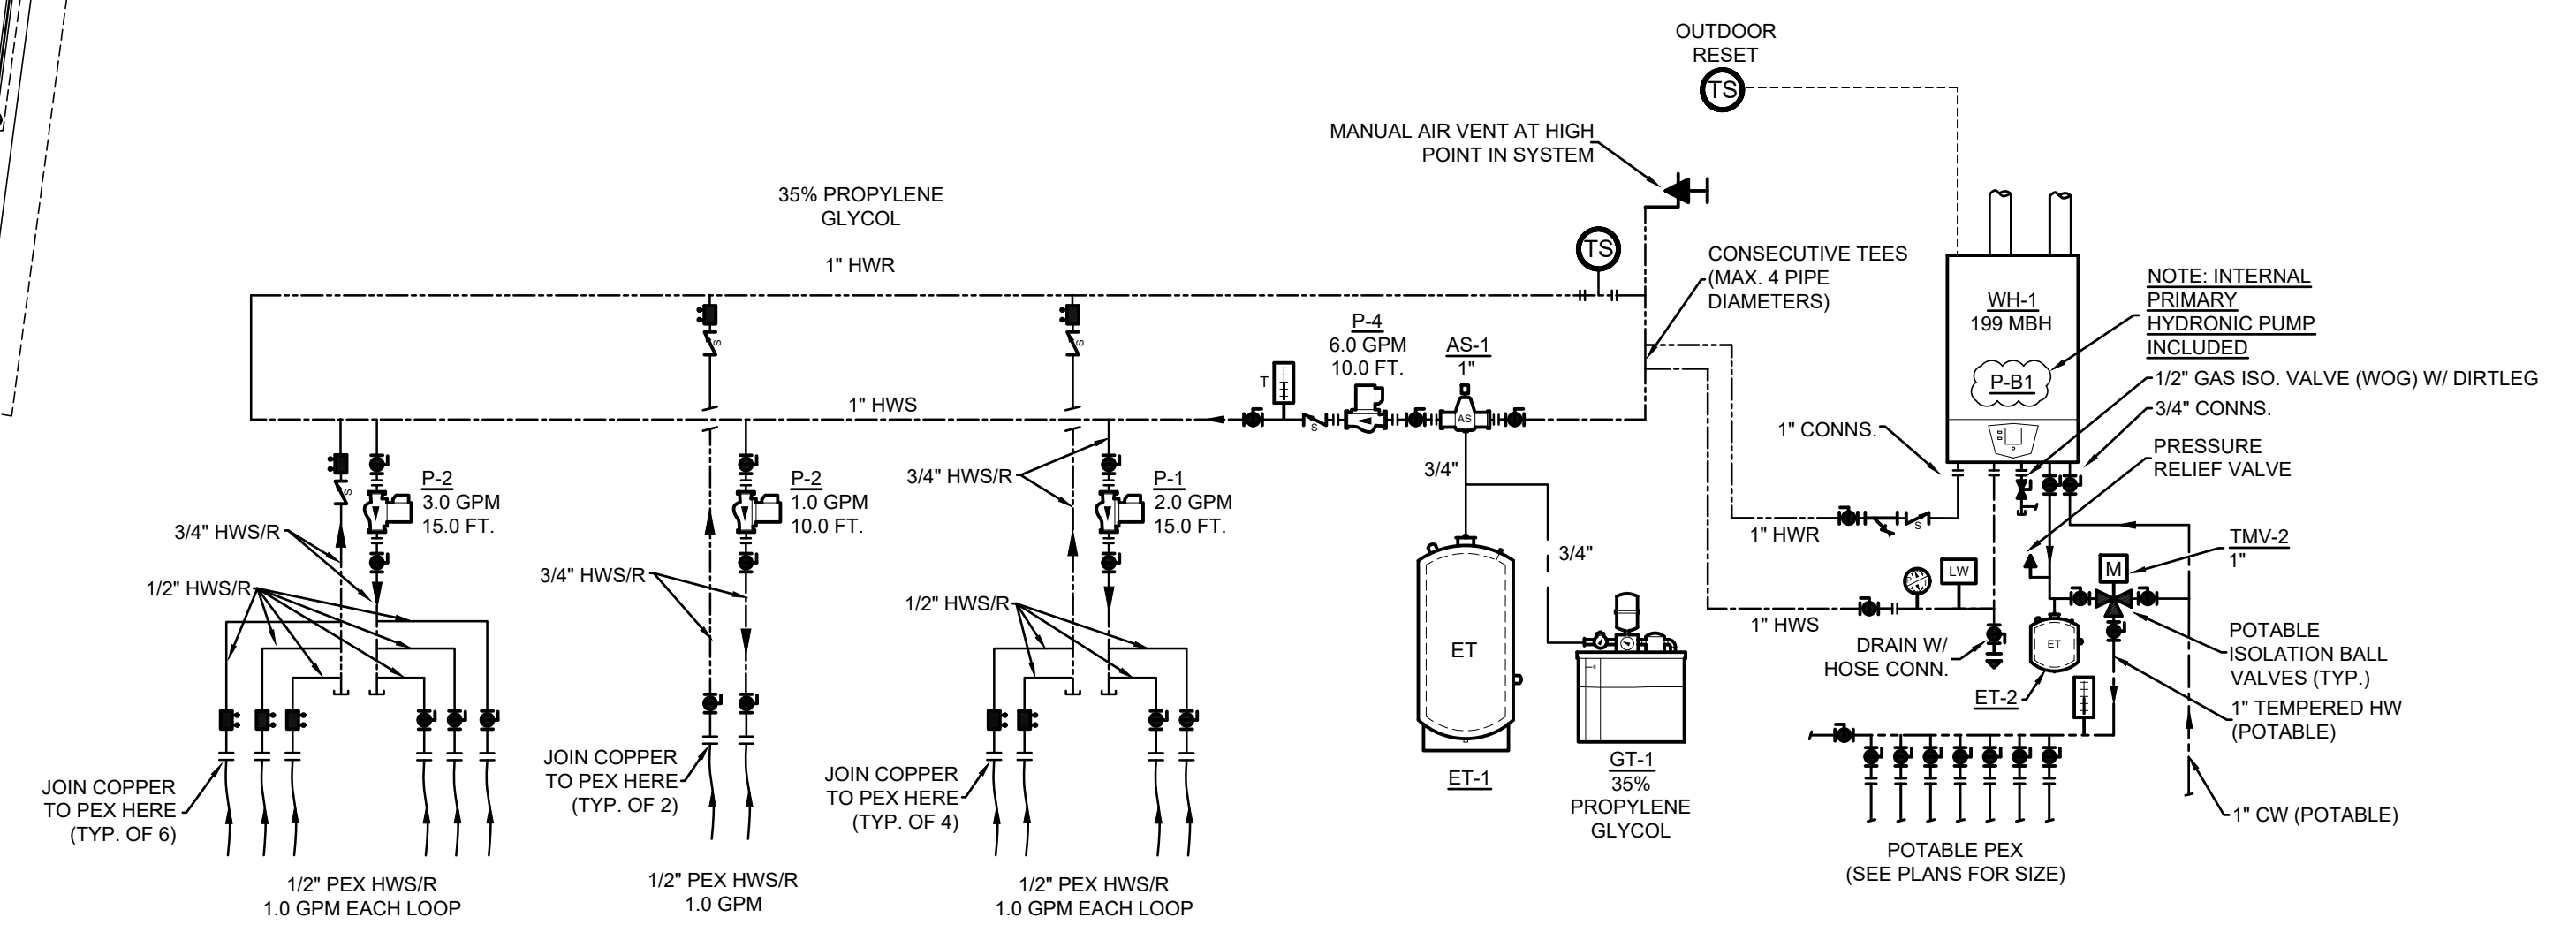 OUTDOOR
RESET
TS
MANUAL AIR VENT AT HIGH
POINT IN SYSTEM
35% PROPYLENE
GLYCOL
1" HWR
TS
CONSECUTIVE TEES
(MAX. 4 PIPE
DIAMETERS)
WH-1
199 MBH
P-B1
NOTE: INTERNAL
PRIMARY
HYDRONIC PUMP
INCLUDED
1/2" GAS ISO. VALVE (WOG) W/ DIRTLEG
3/4" CONNS.
PRESSURE
RELIEF VALVE
1" CONNS.
P-4
6.0 GPM
10.0 FT.
AS-1
1"
T
S
AS
1" HWS
S
S
3/4" HWS/R
3/4"
P-2
3.0 GPM
15.0 FT.
S
P-2
1.0 GPM
10.0 FT.
P-1
2.0 GPM
15.0 FT.
3/4" HWS/R
1/2" HWS/R
3/4" HWS/R
1/2" HWS/R
3/4"
S
1" HWR
1" HWS
LW
DRAIN W/
HOSE CONN.
M
TMV-2
1"
ET
ET-2
POTABLE
ISOLATION BALL
VALVES (TYP.)
1" TEMPERED HW
(POTABLE)
1" CW (POTABLE)
ET
ET-1
GT-1
35%
PROPYLENE
GLYCOL
JOIN COPPER
TO PEX HERE
(TYP. OF 6)
JOIN COPPER
TO PEX HERE
(TYP. OF 2)
JOIN COPPER
TO PEX HERE
(TYP. OF 4)
1/2" PEX HWS/R
1.0 GPM EACH LOOP
1/2" PEX HWS/R
1.0 GPM
1/2" PEX HWS/R
1.0 GPM EACH LOOP
POTABLE PEX
(SEE PLANS FOR SIZE)